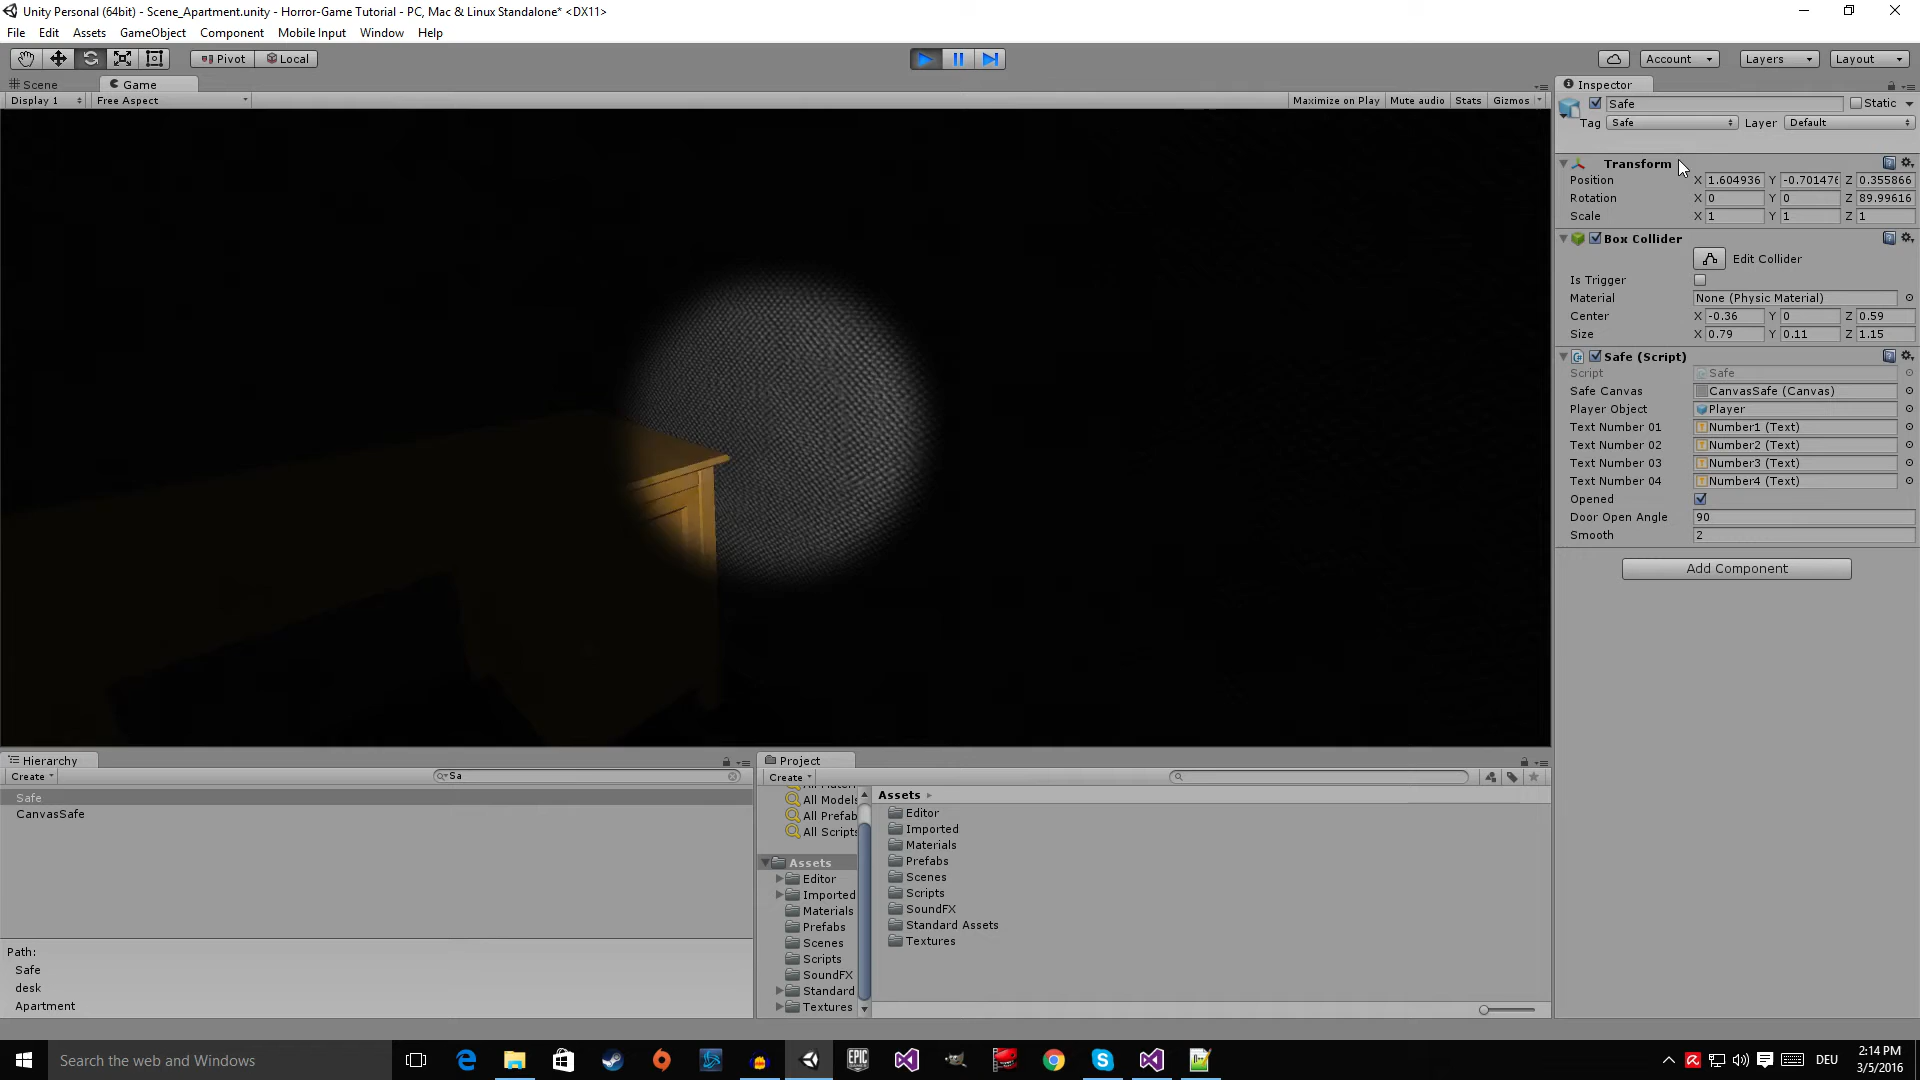 Unity Personal (64bit) - Scene_Apartment.unity - Horror-Game Tutorial - PC, Mac & Linux Standalone* <DX11>
File Edit Assets GameObject Component Mobile Input Window Help
Pivot Local Account Layers Layout
Scene Game Inspector
Display 1 Free Aspect Maximize on Play Mute audio Stats Gizmos
Safe Static
Tag Safe Layer Default
Transform
Position X 1.604936 Y -0.701476 Z 0.355866
Rotation X 0 Y 0 Z 89.99616
Scale X 1 Y 1 Z 1
Box Collider
Edit Collider
Is Trigger
Material None (Physic Material)
Center X -0.36 Y 0 Z 0.59
Size X 0.79 Y 0.11 Z 1.15
Safe (Script)
Script Safe
Safe Canvas CanvasSafe (Canvas)
Player Object Player
Text Number 01 Number1 (Text)
Text Number 02 Number2 (Text)
Text Number 03 Number3 (Text)
Text Number 04 Number4 (Text)
Opened
Door Open Angle 90
Smooth 2
Add Component
Hierarchy
Create Sa
Safe
CanvasSafe
Path:
Safe
desk
Apartment
Project
Create
All Models
All Prefab
All Scripts
Assets
Editor
Imported
Materials
Prefabs
Scenes
Scripts
SoundFX
Standard
Textures
Assets
Editor
Imported
Materials
Prefabs
Scenes
Scripts
SoundFX
Standard Assets
Textures
Search the web and Windows
EPIC GAMES
DEU
2:14 PM
3/5/2016